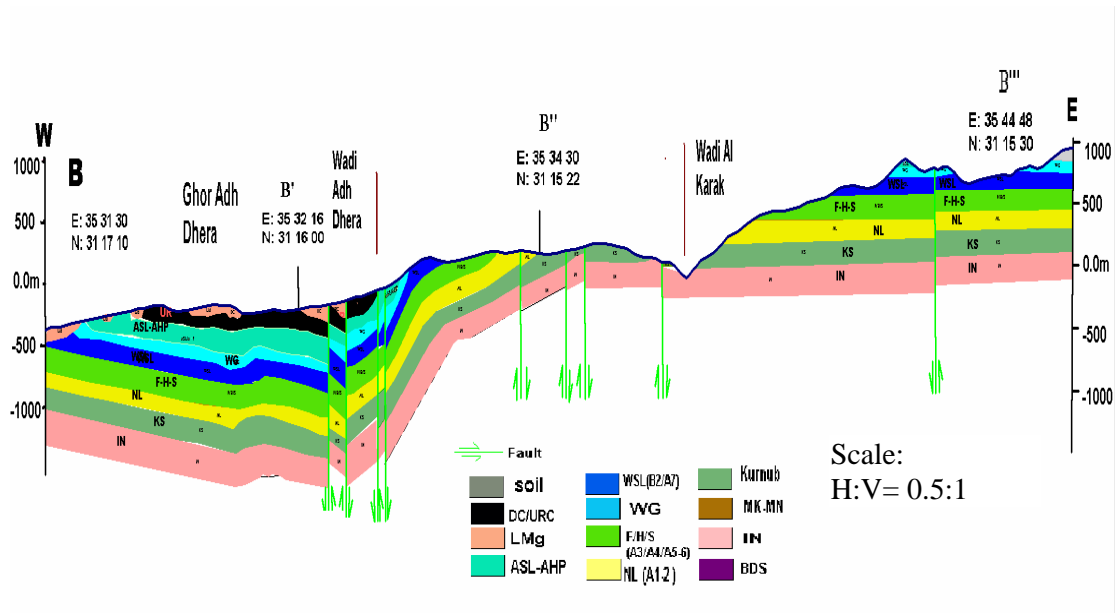 B'''
E: 35 44 48
N: 31 15 30
E
B''
E: 35 34 30
N: 31 15 22
Wadi Al
Karak
W
B
E: 35 31 30
N: 31 17 10
Ghor Adh
Dhera
B'
E: 35 32 16
N: 31 16 00
Wadi
Adh
Dhera
1000
500
0.0m
-500
-1000
1000
500
0.0m
-500
-1000
ASL-AHP
WG
F-H-S
NL
KS
IN
F-H-S
NL
KS
IN
WSL
F-H-S
NL
KS
IN
Fault
soil
DC/URC
LMg
ASL-AHP
WSL(B2/A7)
WG
F/H/S
(A3/A4/A5-6)
NL (A1-2)
Kurnub
MK-MN
IN
BDS
Scale:
H:V= 0.5:1